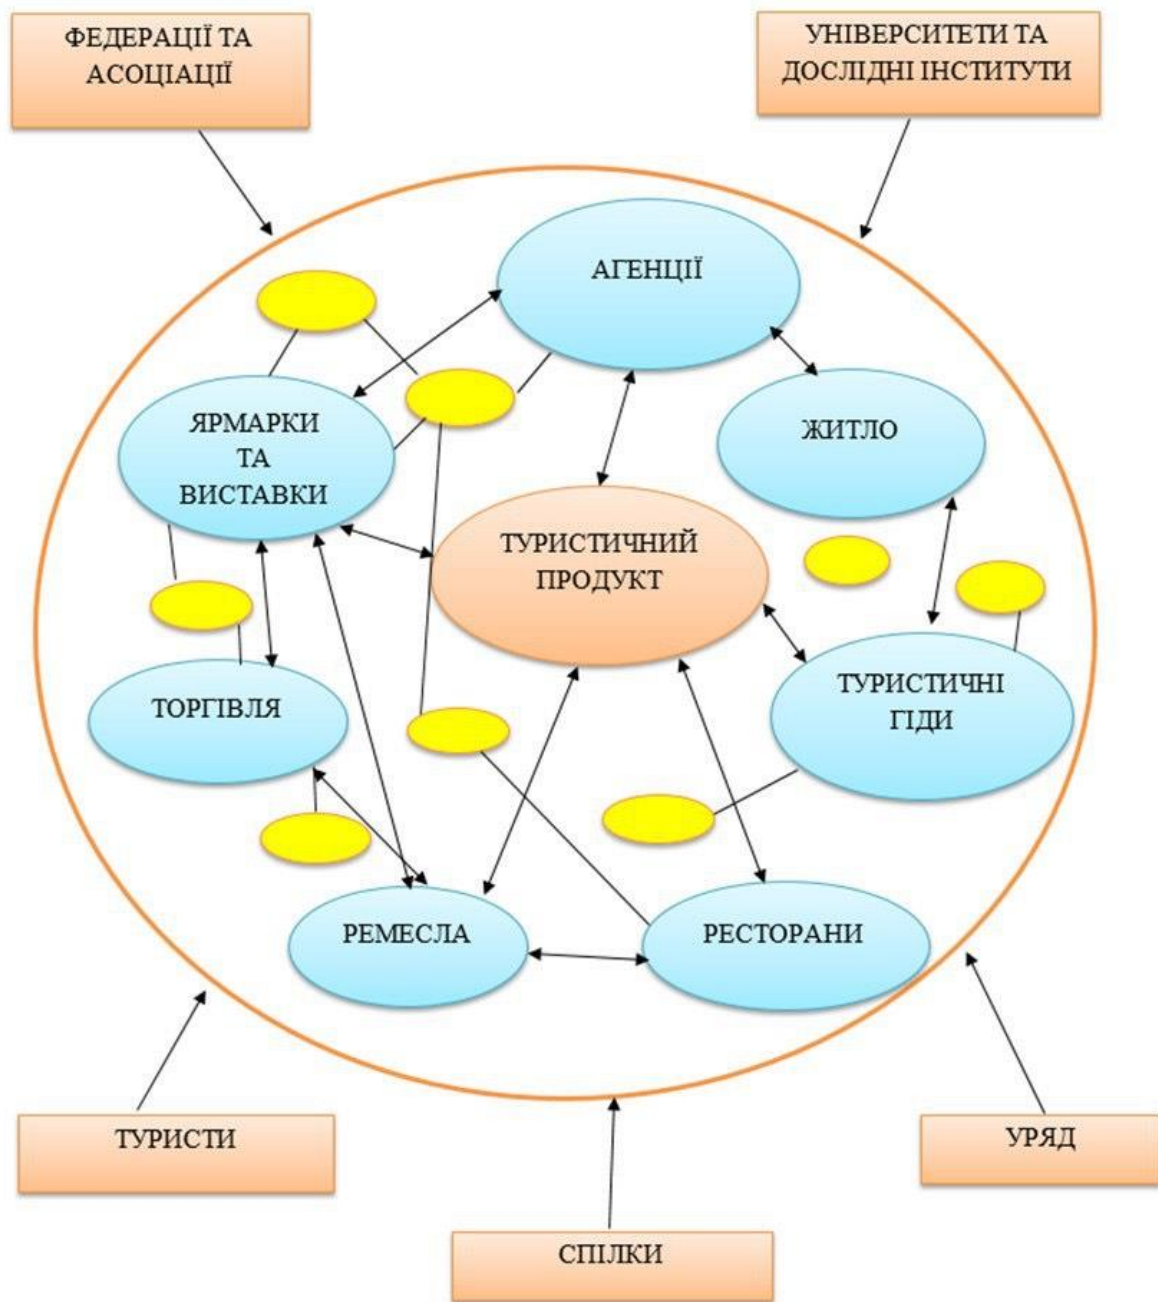 ФЕДЕРАЦІЇ ТА
АСОЦІАЦІЇ
УНІВЕРСИТЕТИ ТА
ДОСЛІДНІ ІНСТИТУТИ
АГЕНЦІЇ
ЯРМАРКИ
ТА
ВИСТАВКИ
ЖИТЛО
ТУРИСТИЧНИЙ
ПРОДУКТ
ТОРГІВЛЯ
ТУРИСТИЧНІ
ГІДИ
РЕМЕСЛА
РЕСТОРАНИ
ТУРИСТИ
УРЯД
СПІЛКИ